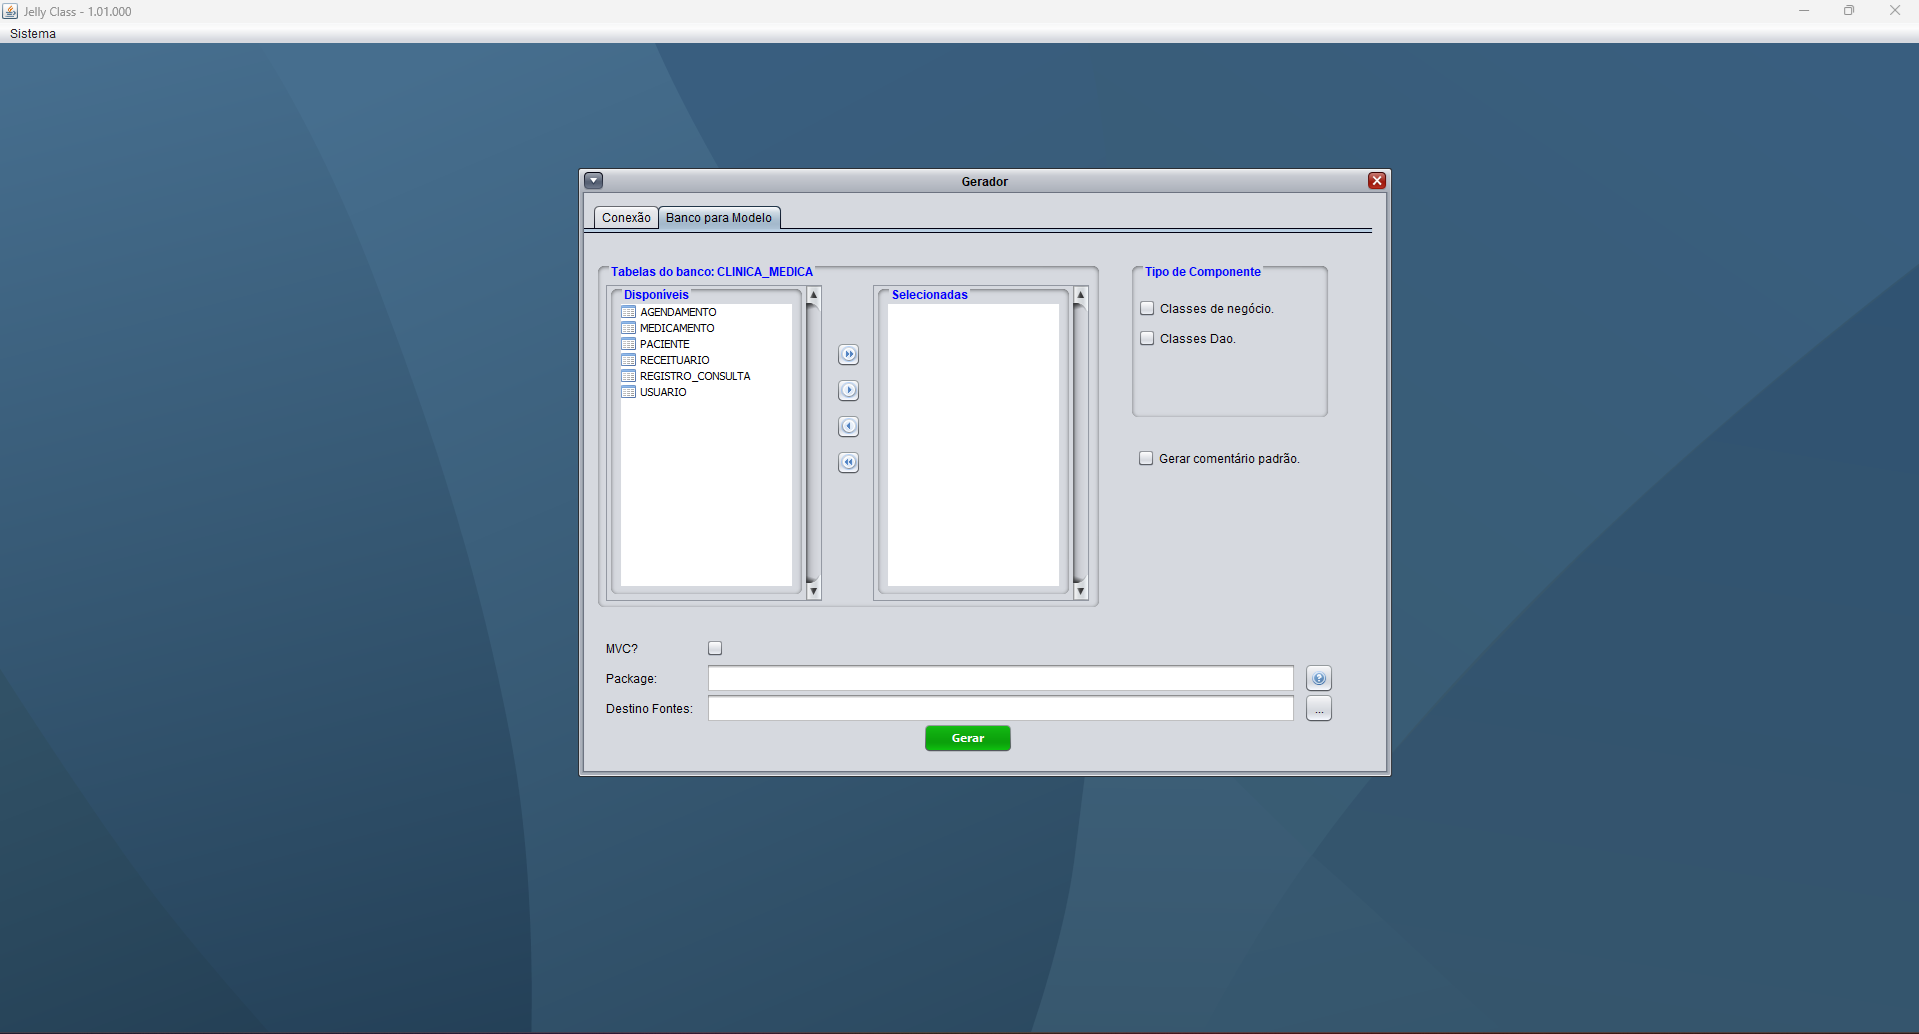 Jelly Class - 1.01.000
Sistema
Gerador
Conexão
Banco para Modelo
Tabelas do banco: CLINICA_MEDICA
Disponíveis
AGENDAMENTO
MEDICAMENTO
PACIENTE
RECEITUARIO
REGISTRO_CONSULTA
USUARIO
Selecionadas
Tipo de Componente
Classes de negócio.
Classes Dao.
Gerar comentário padrão.
MVC?
Package:
Destino Fontes:
...
Gerar